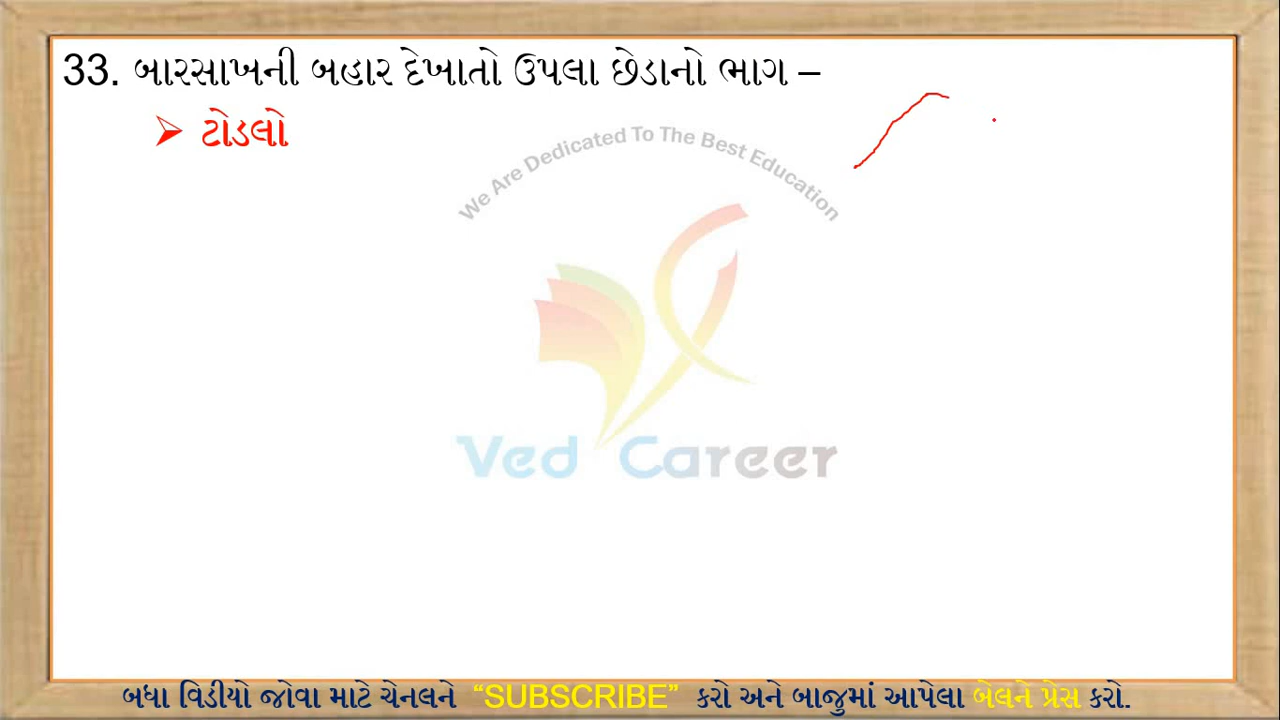 33. બારસાખની બહાર દેખાતો ઉપલા છેડાનો ભાગ –
➢ ટોડલો
We Are Dedicated To The Best Education
Ved Career
બધા વિડીયો જોવા માટે ચેનલને “SUBSCRIBE” કરો અને બાજુમાં આપેલા બેલને પ્રેસ કરો.